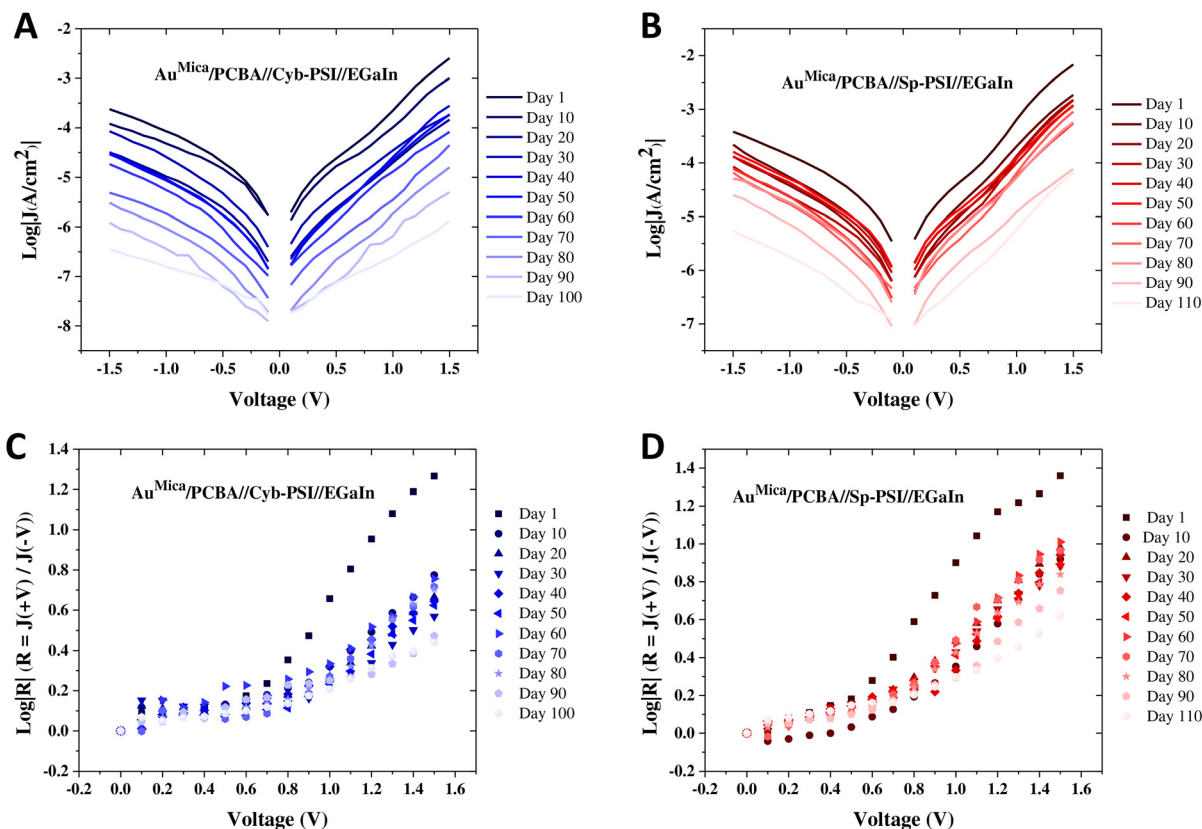 A
-2
-3
-4
-5
-6
-7
-8
Log|J(A/cm²)|
Au^Mica/PCBA//Cyb-PSI//EGaIn
-1.5 -1.0 -0.5 0.0 0.5 1.0 1.5
Voltage (V)
Day 1
Day 10
Day 20
Day 30
Day 40
Day 50
Day 60
Day 70
Day 80
Day 90
Day 100
B
-2
-3
-4
-5
-6
-7
Log|J(A/cm²)|
Au^Mica/PCBA//Sp-PSI//EGaIn
-1.5 -1.0 -0.5 0.0 0.5 1.0 1.5
Voltage (V)
Day 1
Day 10
Day 20
Day 30
Day 40
Day 50
Day 60
Day 70
Day 80
Day 90
Day 110
C
1.4
1.2
1.0
0.8
0.6
0.4
0.2
0.0
-0.2
Log|R| (R = J(+V) / J(-V))
Au^Mica/PCBA//Cyb-PSI//EGaIn
-0.2 0.0 0.2 0.4 0.6 0.8 1.0 1.2 1.4 1.6
Voltage (V)
Day 1
Day 10
Day 20
Day 30
Day 40
Day 50
Day 60
Day 70
Day 80
Day 90
Day 100
D
1.4
1.2
1.0
0.8
0.6
0.4
0.2
0.0
-0.2
Log|R| (R = J(+V) / J(-V))
Au^Mica/PCBA//Sp-PSI//EGaIn
-0.2 0.0 0.2 0.4 0.6 0.8 1.0 1.2 1.4 1.6
Voltage (V)
Day 1
Day 10
Day 20
Day 30
Day 40
Day 50
Day 60
Day 70
Day 80
Day 90
Day 110